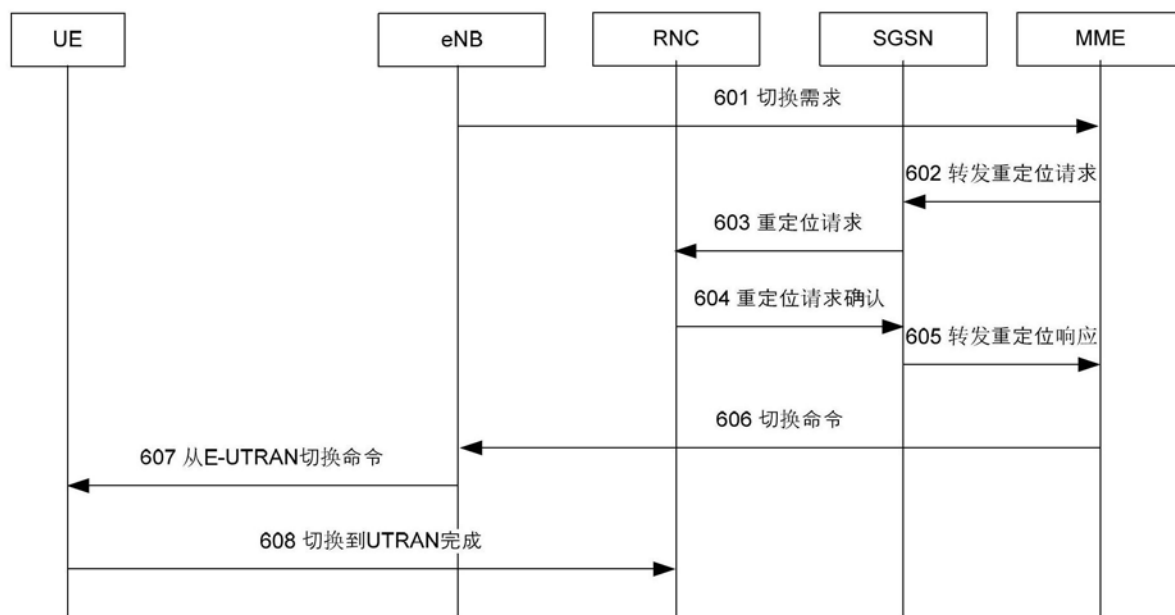 UE
eNB
RNC
SGSN
MME
601 切换需求
602 转发重定位请求
603 重定位请求
604 重定位请求确认
605 转发重定位响应
606 切换命令
607 从E-UTRAN切换命令
608 切换到UTRAN完成